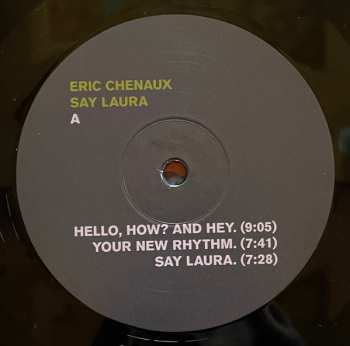 ERIC CHENAUX
SAY LAURA
A
HELLO, HOW? AND HEY. (9:05)
YOUR NEW RHYTHM. (7:41)
SAY LAURA. (7:28)